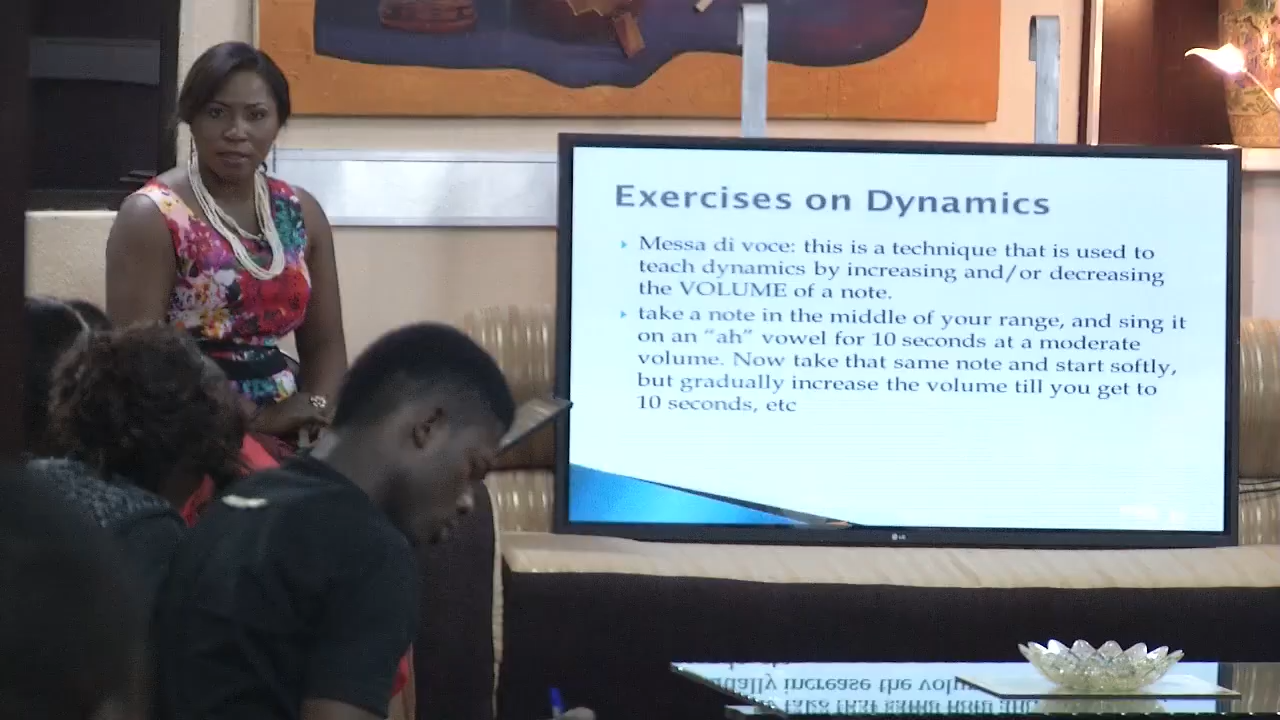 Exercises on Dynamics
Messa di voce: this is a technique that is used to
teach dynamics by increasing and/or decreasing
the VOLUME of a note.
take a note in the middle of your range, and sing it
on an “ah” vowel for 10 seconds at a moderate
volume. Now take that same note and start softly,
but gradually increase the volume till you get to
10 seconds, etc
LG